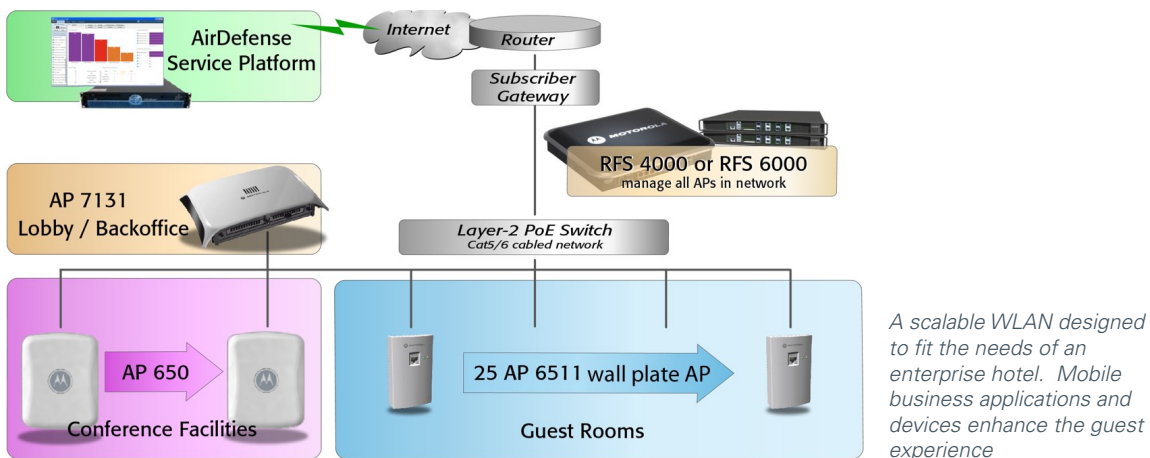 AirDefense
Service Platform
Internet
Router
Subscriber
Gateway
MOTOROLA
RFS 4000 or RFS 6000
manage all APs in network
AP 7131
Lobby / Backoffice
Layer-2 PoE Switch
Cat5/6 cabled network
AP 650
Conference Facilities
25 AP 6511 wall plate AP
Guest Rooms
A scalable WLAN designed
to fit the needs of an
enterprise hotel.  Mobile
business applications and
devices enhance the guest
experience